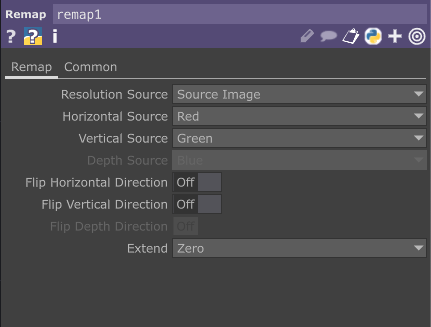 Remap remap1
? ? i
Remap Common
Resolution Source Source Image
Horizontal Source Red
Vertical Source Green
Depth Source Blue
Flip Horizontal Direction Off
Flip Vertical Direction Off
Flip Depth Direction Off
Extend Zero